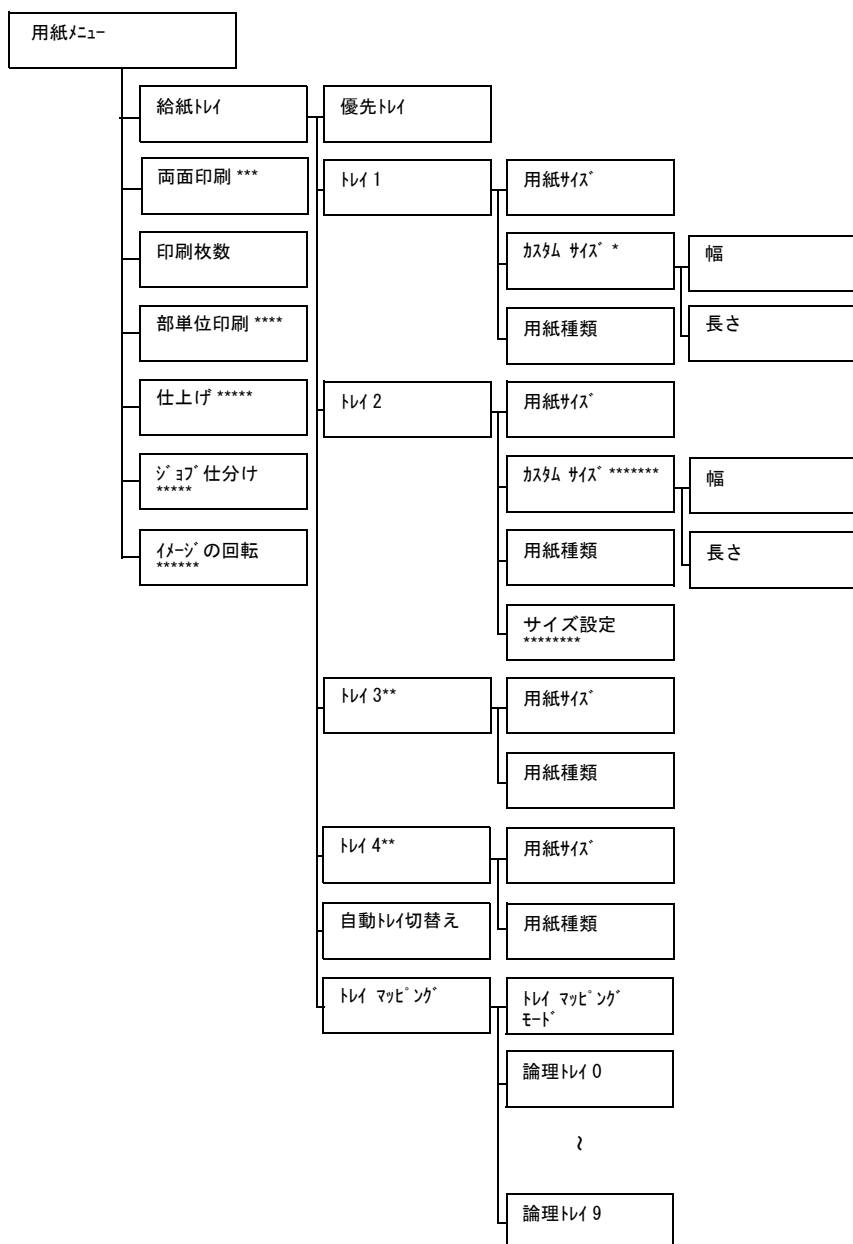 用紙ﾒﾆｭｰ
給紙ﾄﾚｲ
優先ﾄﾚｲ
両面印刷 ***
ﾄﾚｲ 1
用紙ｻｲｽﾞ
印刷枚数
ｶｽﾀﾑ ｻｲｽﾞ *
幅
部単位印刷 ****
用紙種類
長さ
仕上げ *****
ﾄﾚｲ 2
用紙ｻｲｽﾞ
ｼﾞｮﾌﾞ仕分け
*****
ｶｽﾀﾑ ｻｲｽﾞ *******
幅
ｲﾒｰｼﾞの回転
******
用紙種類
長さ
サイズ設定
********
ﾄﾚｲ 3**
用紙ｻｲｽﾞ
用紙種類
ﾄﾚｲ 4**
用紙ｻｲｽﾞ
自動ﾄﾚｲ切替え
用紙種類
ﾄﾚｲ ﾏｯﾋﾟﾝｸﾞ
ﾄﾚｲ ﾏｯﾋﾟﾝｸﾞ
ﾓｰﾄﾞ
論理ﾄﾚｲ 0
~
論理ﾄﾚｲ 9